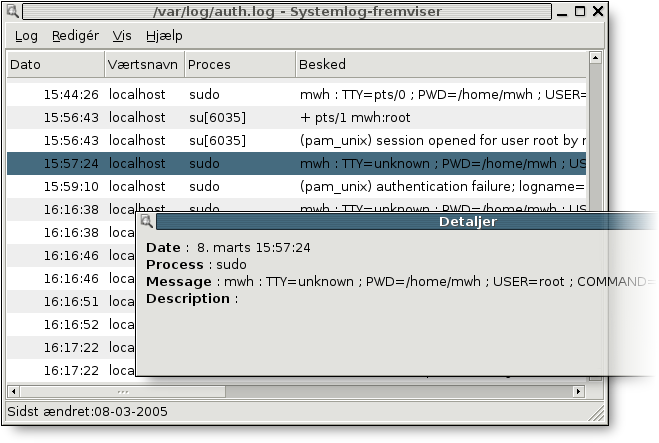 /var/log/auth.log - Systemlog-fremviser
Log Redigér Vis Hjælp
Dato Værtsnavn Proces Besked
15:44:26 localhost sudo mwh : TTY=pts/0 ; PWD=/home/mwh ; USER=
15:56:43 localhost su[6035] + pts/1 mwh:root
15:56:43 localhost su[6035] (pam_unix) session opened for user root by
15:57:24 localhost sudo mwh : TTY=unknown ; PWD=/home/mwh ; US
15:59:10 localhost sudo (pam_unix) authentication failure; logname=
16:16:38 localhost sudo mwh : TTY=unknown ; PWD=/home/mwh ; US
16:16:38 loca
16:16:46 loca
16:16:46 loca
16:16:51 loca
16:16:52 loca
16:17:22 loca
16:17:22 loca
Detaljer
Date : 8. marts 15:57:24
Process : sudo
Message : mwh : TTY=unknown ; PWD=/home/mwh ; USER=root ; COMMAND=
Description :
Sidst ændret:08-03-2005